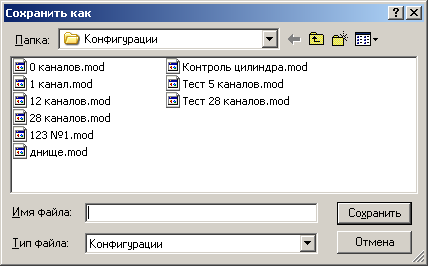 Сохранить как
Папка: Конфигурации
0 каналов.mod
1 канал.mod
12 каналов.mod
28 каналов.mod
123 №1.mod
днище.mod
Контроль цилиндра.mod
Тест 5 каналов.mod
Тест 28 каналов.mod
Имя файла:
Сохранить
Тип файла: Конфигурации
Отмена